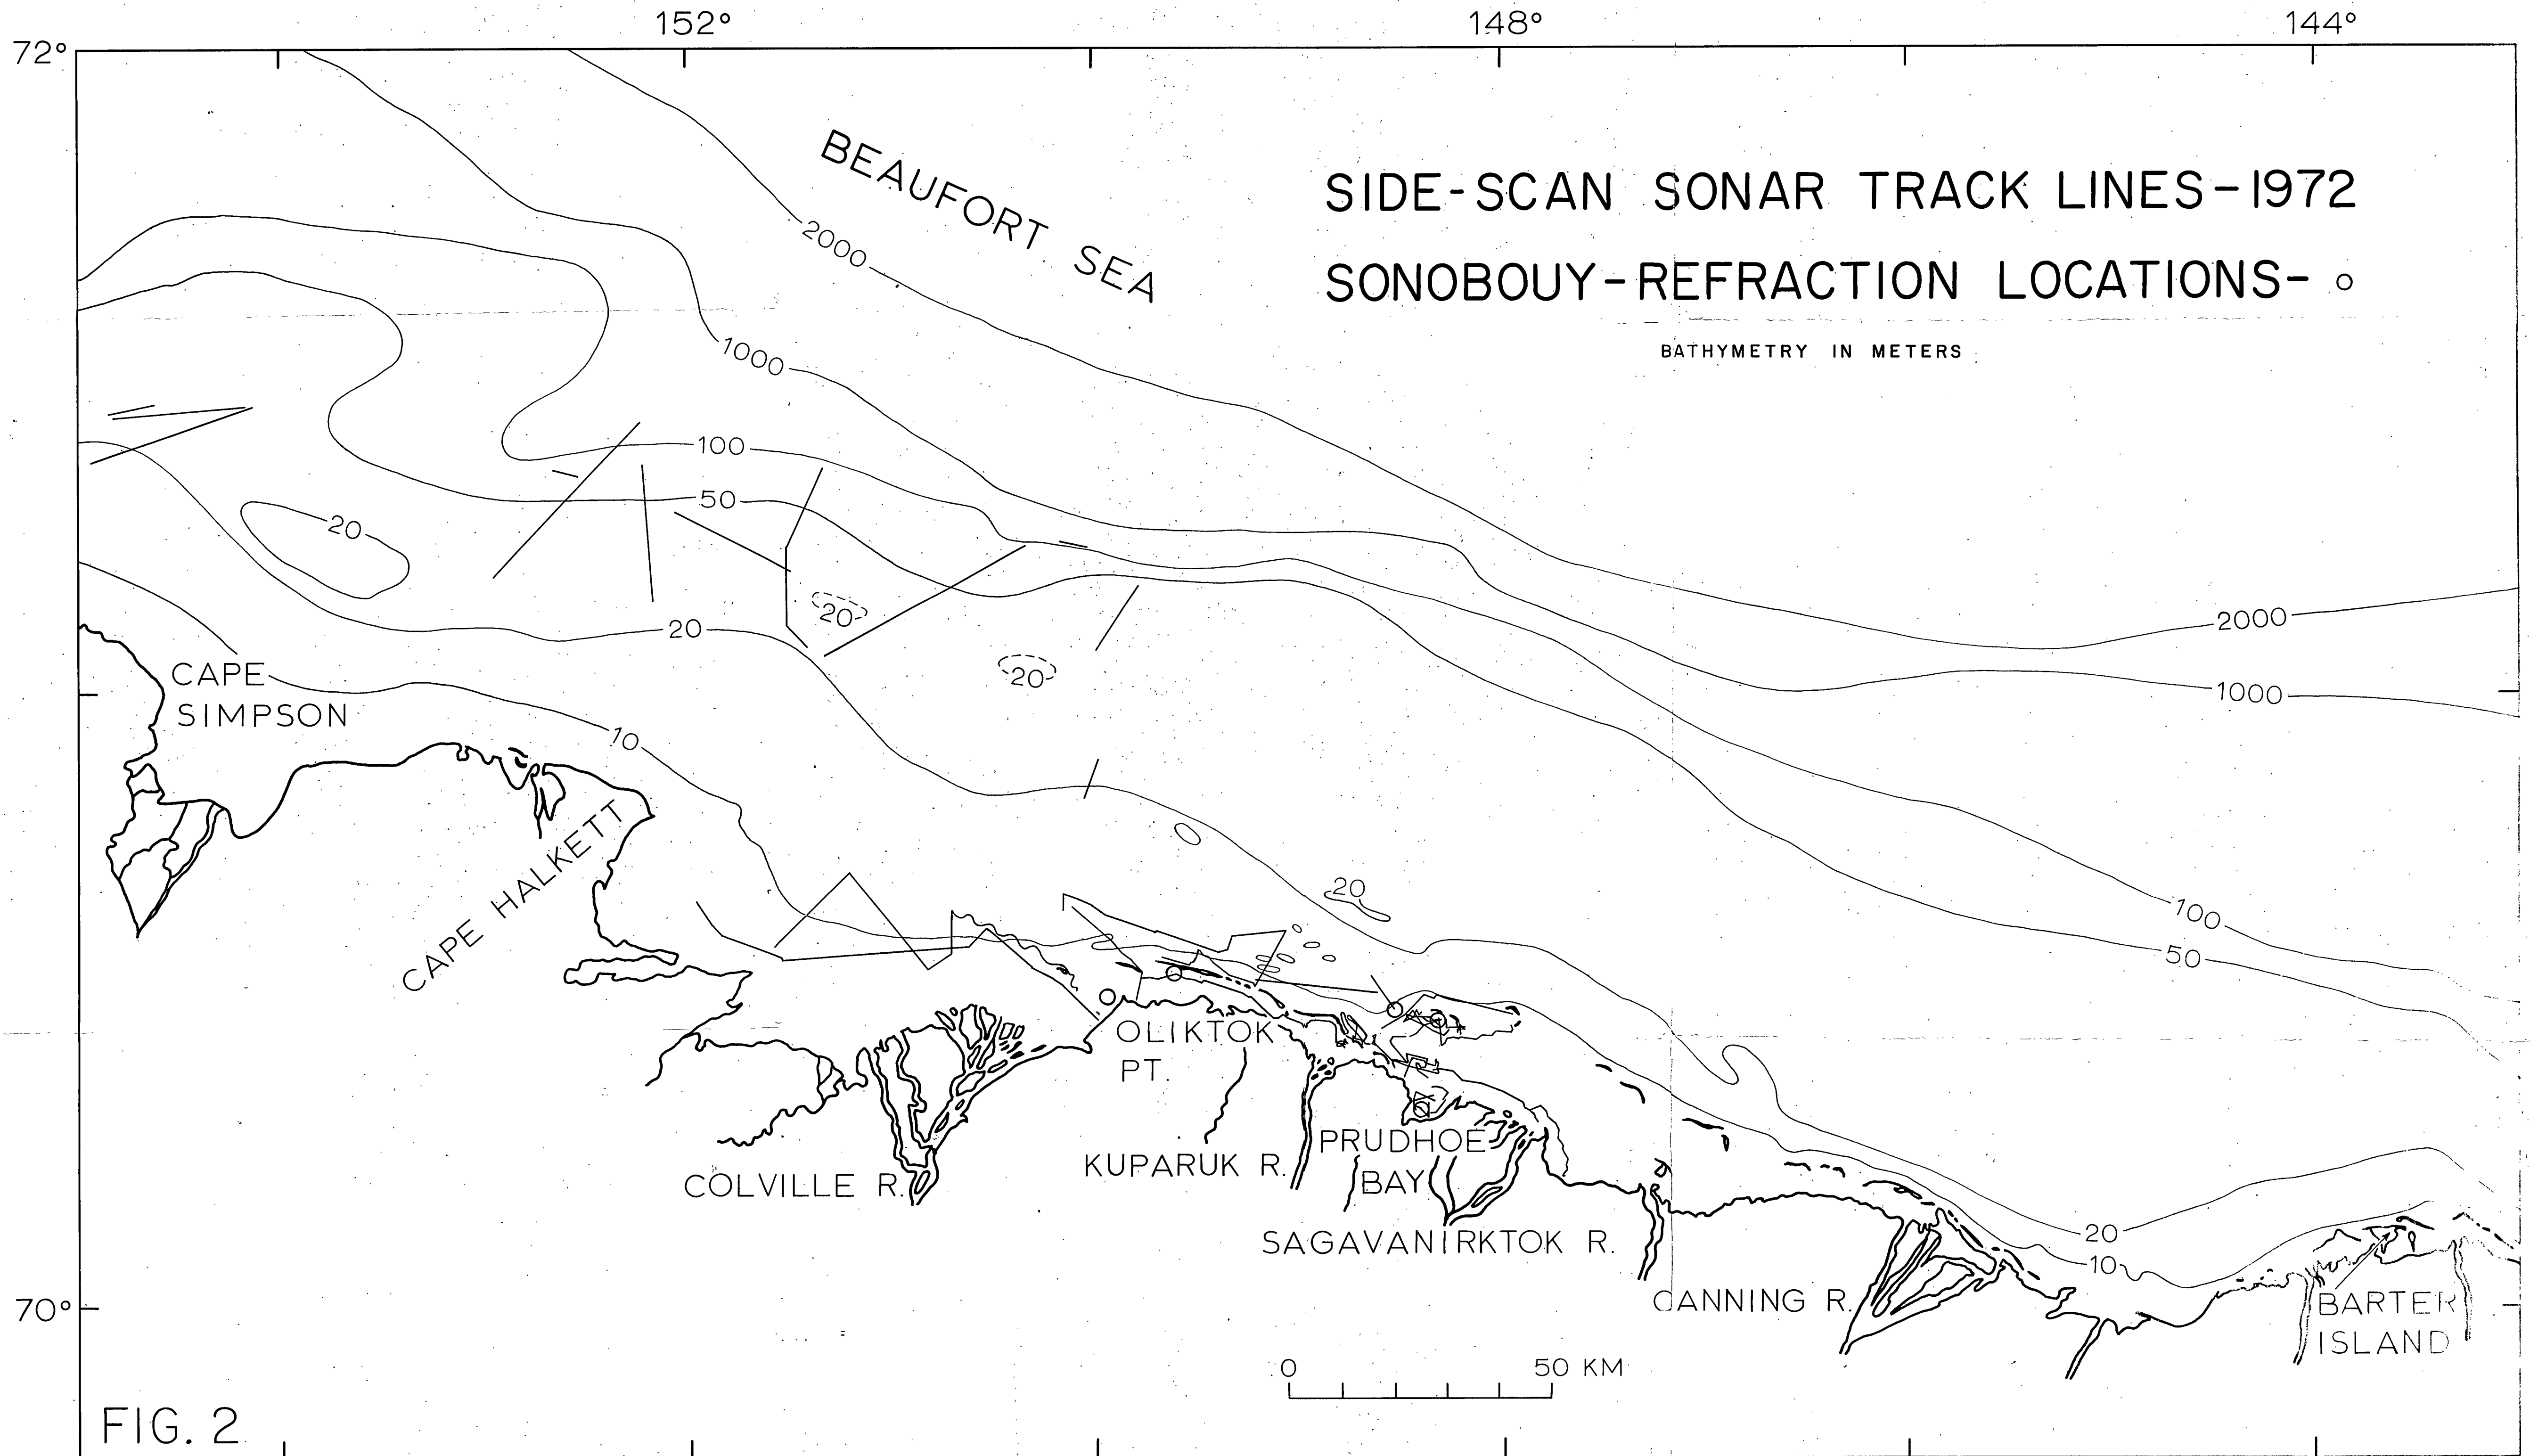 152° 148° 144°
72°
BEAUFORT SEA
SIDE-SCAN SONAR TRACK LINES-1972
SONOBOUY-REFRACTION LOCATIONS-
BATHYMETRY IN METERS
2000
1000
100
50
20
20
20
20
2000
1000
CAPE
SIMPSON
10
CAPE HALKETT
20
100
50
OLIKTOK
PT.
PRUDHOE
BAY
KUPARUK R.
COLVILLE R.
SAGAVANIRKTOK R.
20
10
CANNING R.
BARTER
ISLAND
70°
0 50 KM
FIG. 2